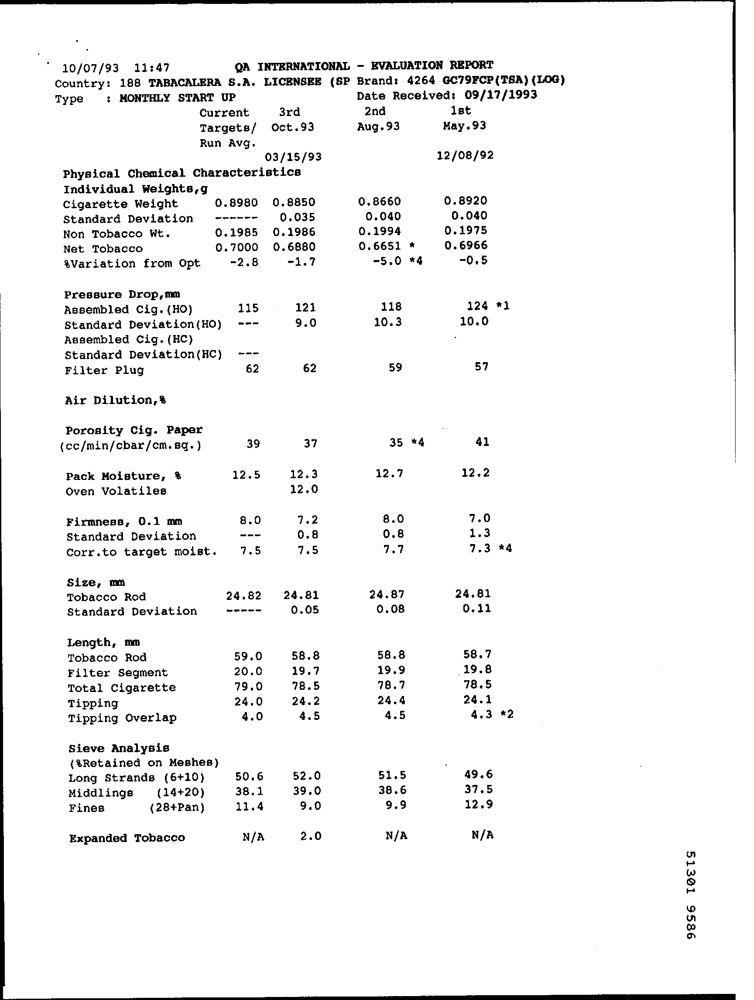 10/07/93 11:47 QA INTERNATIONAL - EVALUATION REPORT
Country: 188 TABACALERA S.A. LICENSEE (SP Brand: 4264 GC79FCP(TSA)(LOG)
Type : MONTHLY START UP Date Received: 09/17/1993
Current 3rd 2nd 1st
Targets/ Oct.93 Aug.93 May.93
Run Avg.
03/15/93 12/08/92
Physical Chemical Characteristics
Individual Weights,g
Cigarette Weight 0.8980 0.8850 0.8660 0.8920
Standard Deviation ------ 0.035 0.040 0.040
Non Tobacco Wt. 0.1985 0.1986 0.1994 0.1975
Net Tobacco 0.7000 0.6880 0.6651 * 0.6966
%Variation from Opt -2.8 -1.7 -5.0 *4 -0.5
Pressure Drop,mm
Assembled Cig.(HO) 115 121 118 124 *1
Standard Deviation(HO) --- 9.0 10.3 10.0
Assembled Cig.(HC)
Standard Deviation(HC) ---
Filter Plug 62 62 59 57
Air Dilution,%
Porosity Cig. Paper
(cc/min/cbar/cm.sq.) 39 37 35 *4 41
Pack Moisture, % 12.5 12.3 12.7 12.2
Oven Volatiles 12.0
Firmness, 0.1 mm 8.0 7.2 8.0 7.0
Standard Deviation --- 0.8 0.8 1.3
Corr.to target moist. 7.5 7.5 7.7 7.3 *4
Size, mm
Tobacco Rod 24.82 24.81 24.87 24.81
Standard Deviation ----- 0.05 0.08 0.11
Length, mm
Tobacco Rod 59.0 58.8 58.8 58.7
Filter Segment 20.0 19.7 19.9 19.8
Total Cigarette 79.0 78.5 78.7 78.5
Tipping 24.0 24.2 24.4 24.1
Tipping Overlap 4.0 4.5 4.5 4.3 *2
Sieve Analysis
(%Retained on Meshes)
Long Strands (6+10) 50.6 52.0 51.5 49.6
Middlings (14+20) 38.1 39.0 38.6 37.5
Fines (28+Pan) 11.4 9.0 9.9 12.9
Expanded Tobacco N/A 2.0 N/A N/A
51301 9586